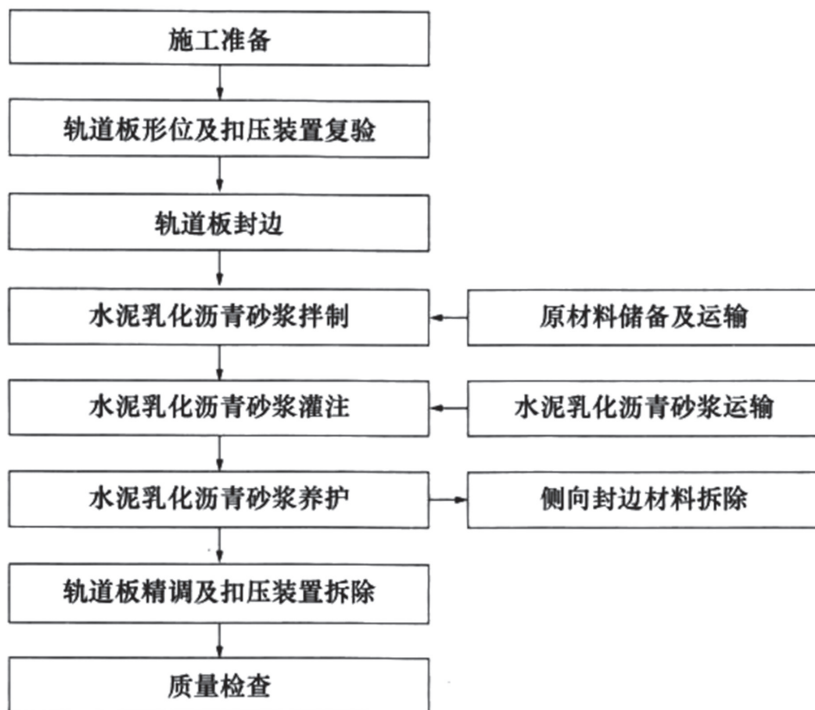 施工准备
轨道板形位及扣压装置复验
轨道板封边
水泥乳化沥青砂浆拌制
原材料储备及运输
水泥乳化沥青砂浆灌注
水泥乳化沥青砂浆运输
水泥乳化沥青砂浆养护
侧向封边材料拆除
轨道板精调及扣压装置拆除
质量检查